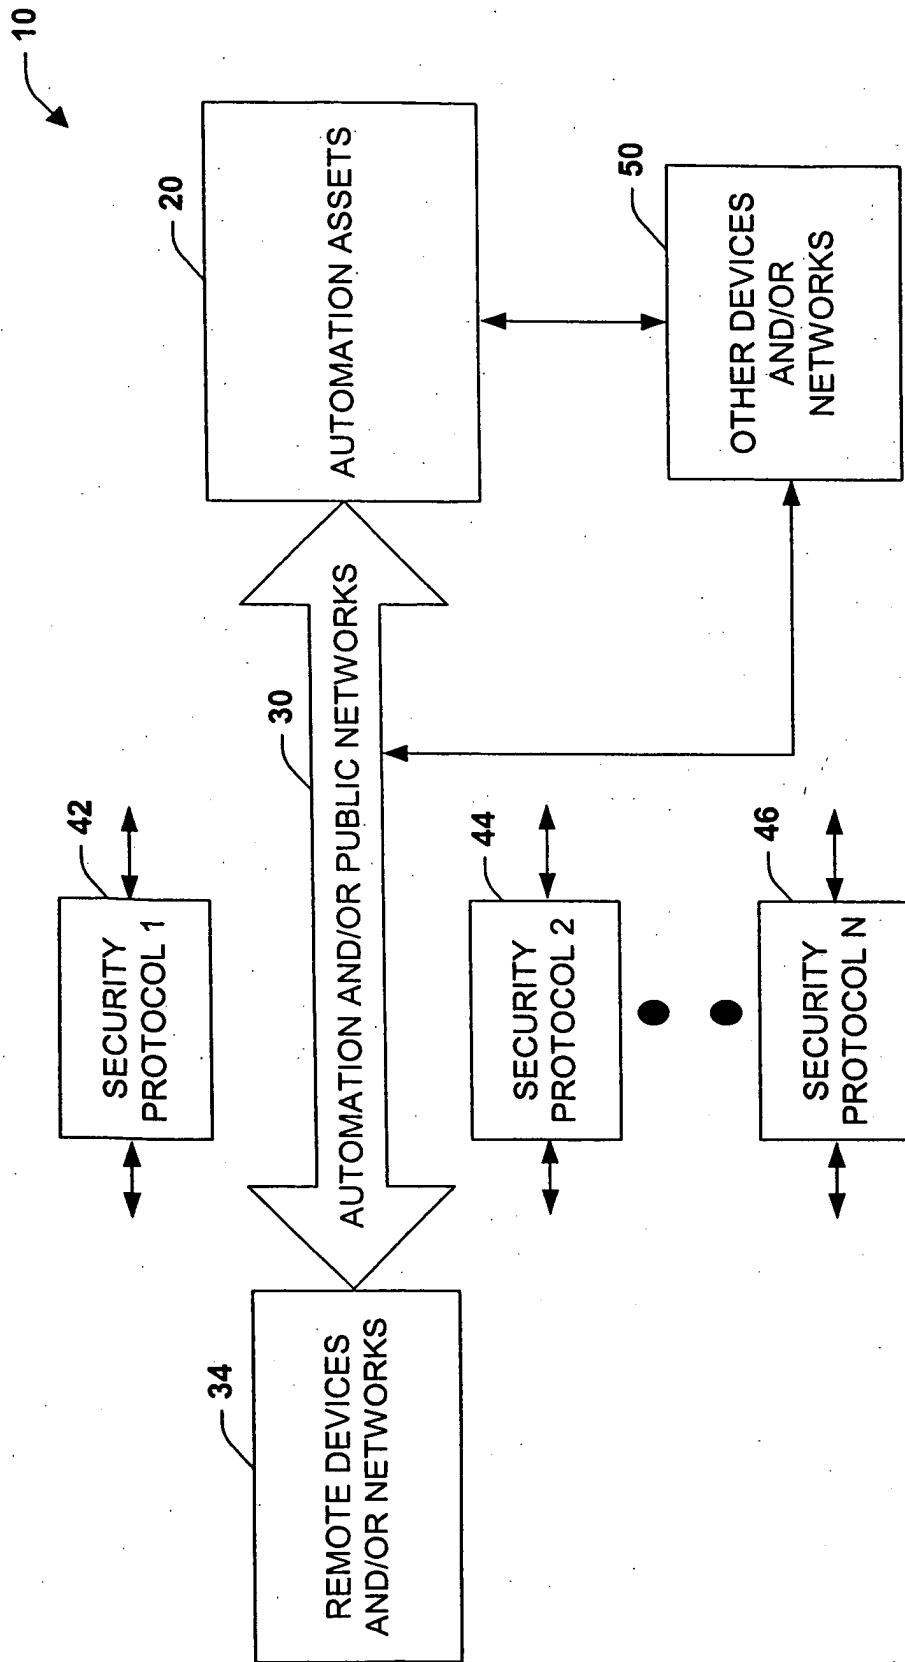 10
20
AUTOMATION ASSETS
30
AUTOMATION AND/OR PUBLIC NETWORKS
34
REMOTE DEVICES
AND/OR NETWORKS
42
SECURITY
PROTOCOL 1
44
SECURITY
PROTOCOL 2
46
SECURITY
PROTOCOL N
50
OTHER DEVICES
AND/OR
NETWORKS